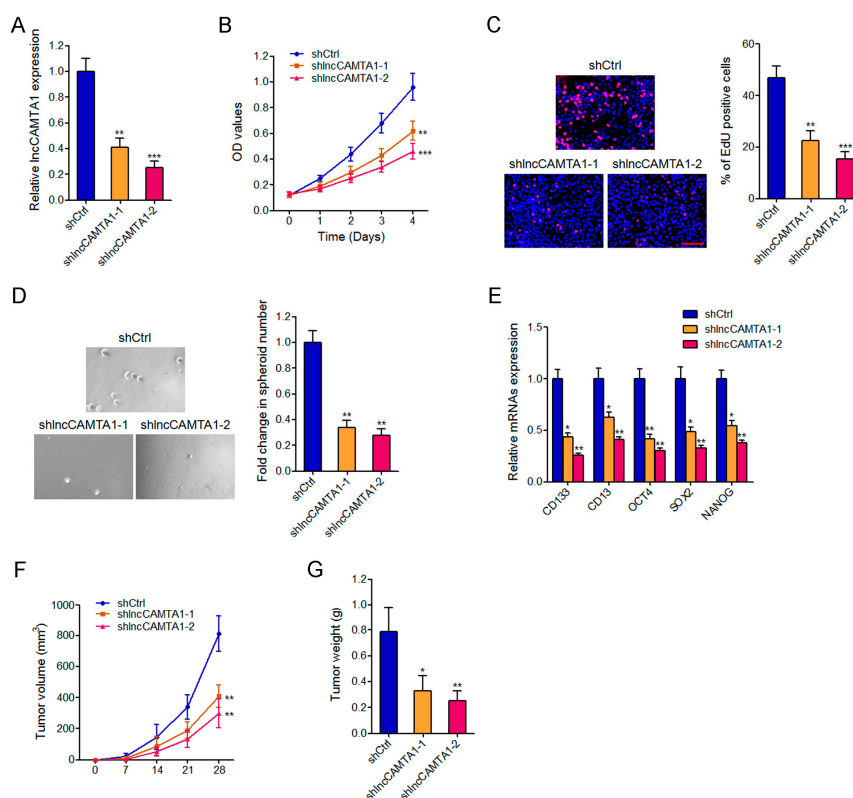 A
Relative lncCAMTA1 expression
1.2
1.0
0.8
0.6
0.4
0.2
0.0
**
***
shCtrl
shlncCAMTA1-1
shlncCAMTA1-2
B
shCtrl
shlncCAMTA1-1
shlncCAMTA1-2
OD values
1.2
1.0
0.8
0.6
0.4
0.2
0.0
**
***
0 1 2 3 4
Time (Days)
C
shCtrl
shlncCAMTA1-1 shlncCAMTA1-2
% of EdU positive cells
60
40
20
0
**
***
shCtrl
shlncCAMTA1-1
shlncCAMTA1-2
D
shCtrl
shlncCAMTA1-1 shlncCAMTA1-2
Fold change in spheroid number
1.2
1.0
0.8
0.6
0.4
0.2
0.0
**
**
shCtrl
shlncCAMTA1-1
shlncCAMTA1-2
E
shCtrl
shlncCAMTA1-1
shlncCAMTA1-2
Relative mRNAs expression
1.5
1.0
0.5
0.0
* ** * ** ** ** * ** * **
CD133 CD13 OCT4 SOX2 NANOG
F
shCtrl
shlncCAMTA1-1
shlncCAMTA1-2
Tumor volume (mm³)
1000
800
600
400
200
0
**
**
0 7 14 21 28
G
Tumor weight (g)
1.2
1.0
0.8
0.6
0.4
0.2
0.0
*
**
shCtrl
shlncCAMTA1-1
shlncCAMTA1-2